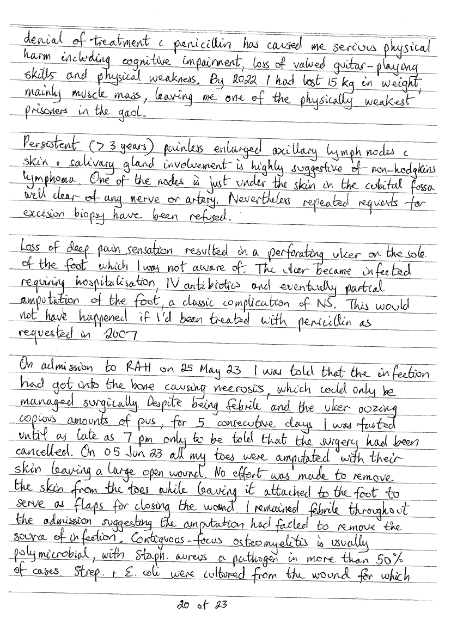 denial of treatment c penicillin has caused me serious physical
harm including cognitive impairment, loss of valued guitar-playing
skills and physical weakness. By 2022 I had lost 15 kg in weight,
mainly muscle mass, leaving me one of the physically weakest
prisoners in the gaol.
Persistent (> 3 years) painless enlarged axillary lymph nodes c
skin & salivary gland involvement is highly suggestive of non-hodgkins
lymphoma. One of the nodes is just under the skin in the cubital fossa
well clear of any nerve or artery. Nevertheless repeated requests for
excision biopsy have been refused.
Loss of deep pain sensation resulted in a perforating ulcer on the sole
of the foot which I was not aware of. The ulcer became infected
requiring hospitalisation, IV antibiotics and eventually partial
amputation of the foot, a classic complication of NS. This would
not have happened if I'd been treated with penicillin as
requested in 2007
On admission to RAH on 25 May 23 I was told that the infection
had got into the bone causing necrosis, which could only be
managed surgically Despite being febrile and the ulcer oozing
copious amounts of pus, for 5 consecutive days I was fasted
until as late as 7 pm only to be told that the surgery had been
cancelled. On 05 Jun 23 all my toes were amputated with their
skin leaving a large open wound. No effort was made to remove
the skin from the toes while leaving it attached to the foot to
serve as flaps for closing the wound I remained febrile throughout
the admission suggesting the amputation had failed to remove the
source of infection. Contiguous-focus osteomyelitis is usually
polymicrobial, with Staph. aureus a pathogen in more than 50%
of cases Strep. & E. coli were cultured from the wound for which
20 of 23